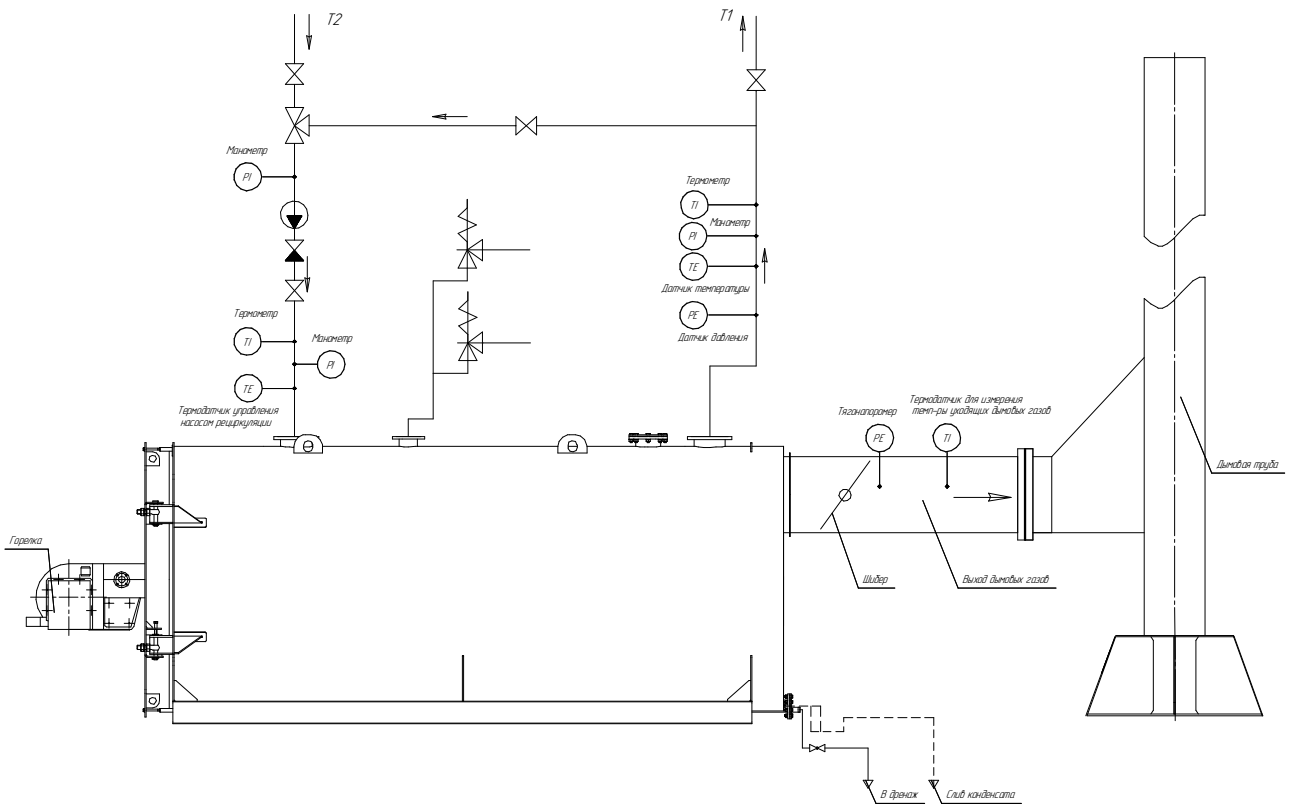 T2
T1
Манометр
PI
Термометр
TI
Манометр
PI
TE
Датчик температуры
PE
Датчик давления
Термометр
TI
Манометр
PI
TE
Термодатчик управления
насосом рециркуляции
Тягонапоромер
PE
Термодатчик для измерения
темп-ры уходящих дымовых газов
TI
Дымовая труба
Горелка
Шибер
Выход дымовых газов
В дренаж
Слив конденсата